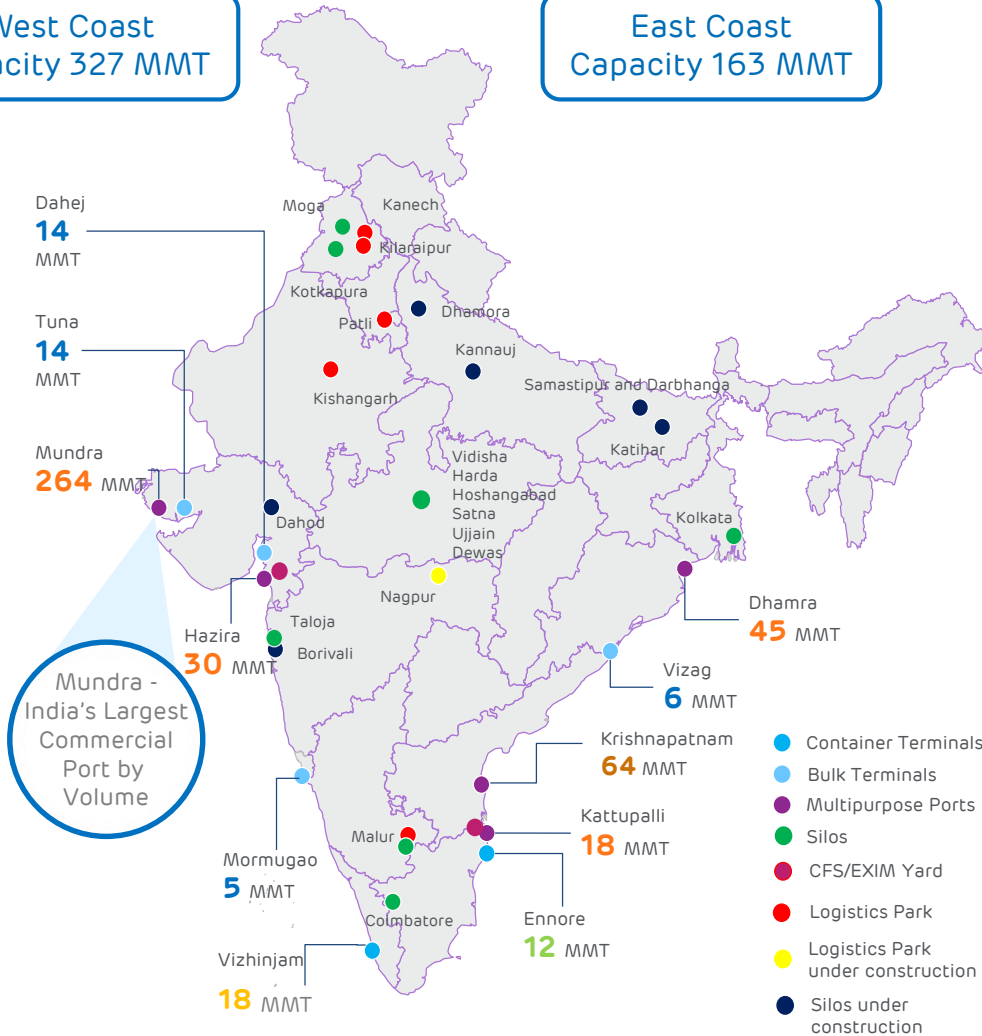 West Coast
Capacity 327 MMT
East Coast
Capacity 163 MMT
Dahej
14
MMT
Tuna
14
MMT
Mundra
264 MMT
Moga
Kanech
Kilaraipur
Kotkapura
Patli
Dhamora
Kannauj
Kishangarh
Samastipur and Darbhanga
Katihar
Vidisha
Harda
Hoshangabad
Satna
Ujjain
Dewas
Dahod
Kolkata
Nagpur
Taloja
Borivali
Hazira
30 MMT
Dhamra
45 MMT
Vizag
6 MMT
Mundra -
India's Largest
Commercial
Port by
Volume
Krishnapatnam
64 MMT
Kattupalli
18 MMT
Malur
Mormugao
5 MMT
Coimbatore
Ennore
12 MMT
Vizhinjam
18 MMT
Container Terminals
Bulk Terminals
Multipurpose Ports
Silos
CFS/EXIM Yard
Logistics Park
Logistics Park
under construction
Silos under
construction